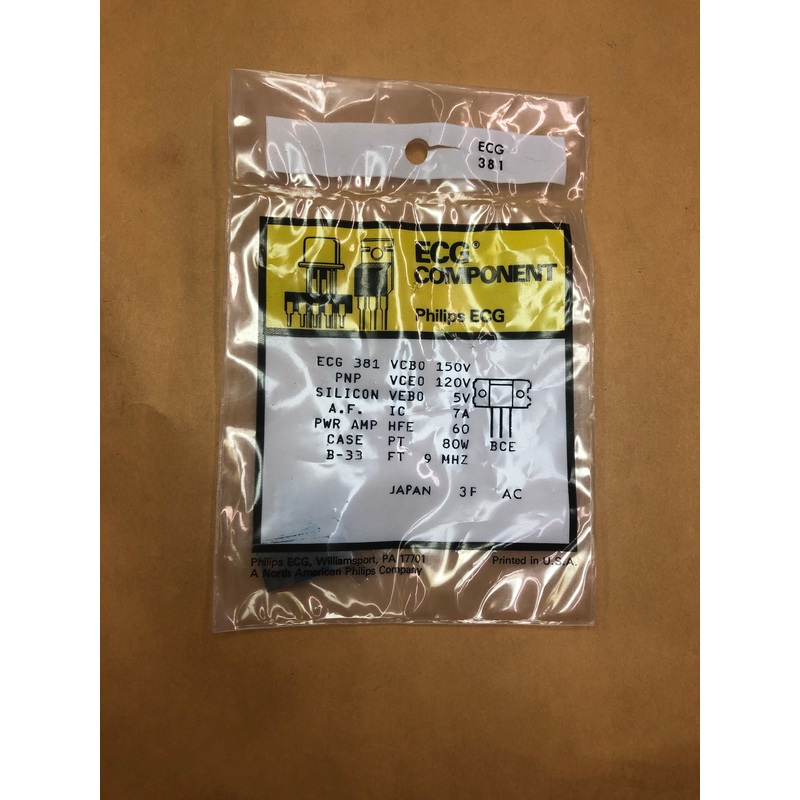 ECG
381
ECG®
COMPONENT
Philips ECG
ECG 381 VCBO 150V
PNP VCEO 120V
SILICON VEBO 5V
A.F. IC 7A
PWR AMP HFE 60
CASE PT 80W
B-33 FT 9 MHZ
BCE
JAPAN 3F AC
Philips ECG, Williamsport, PA 17701 Printed in U.S.A.
A North American Philips Company